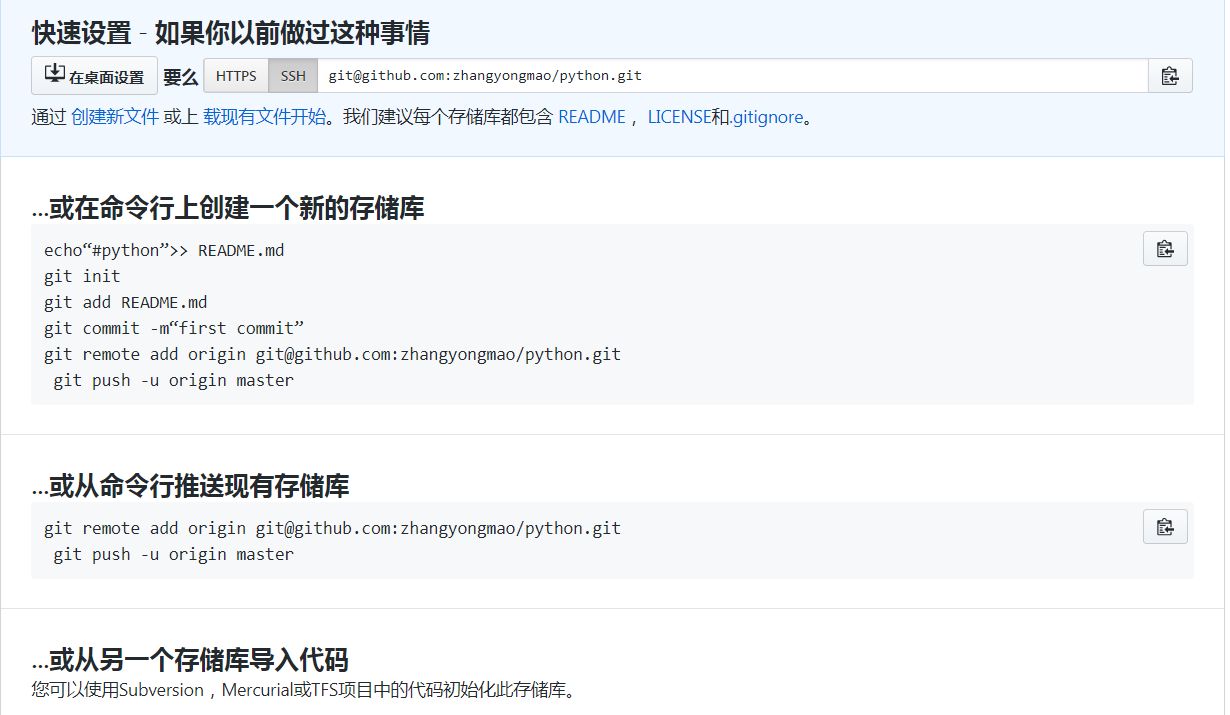 快速设置 - 如果你以前做过这种事情
在桌面设置 要么 HTTPS SSH git@github.com:zhangyongmao/python.git
通过 创建新文件 或上 载现有文件开始。我们建议每个存储库都包含 README ，LICENSE和.gitignore。
...或在命令行上创建一个新的存储库
echo“#python”>> README.md
git init
git add README.md
git commit -m“first commit”
git remote add origin git@github.com:zhangyongmao/python.git
git push -u origin master
...或从命令行推送现有存储库
git remote add origin git@github.com:zhangyongmao/python.git
git push -u origin master
...或从另一个存储库导入代码
您可以使用Subversion，Mercurial或TFS项目中的代码初始化此存储库。